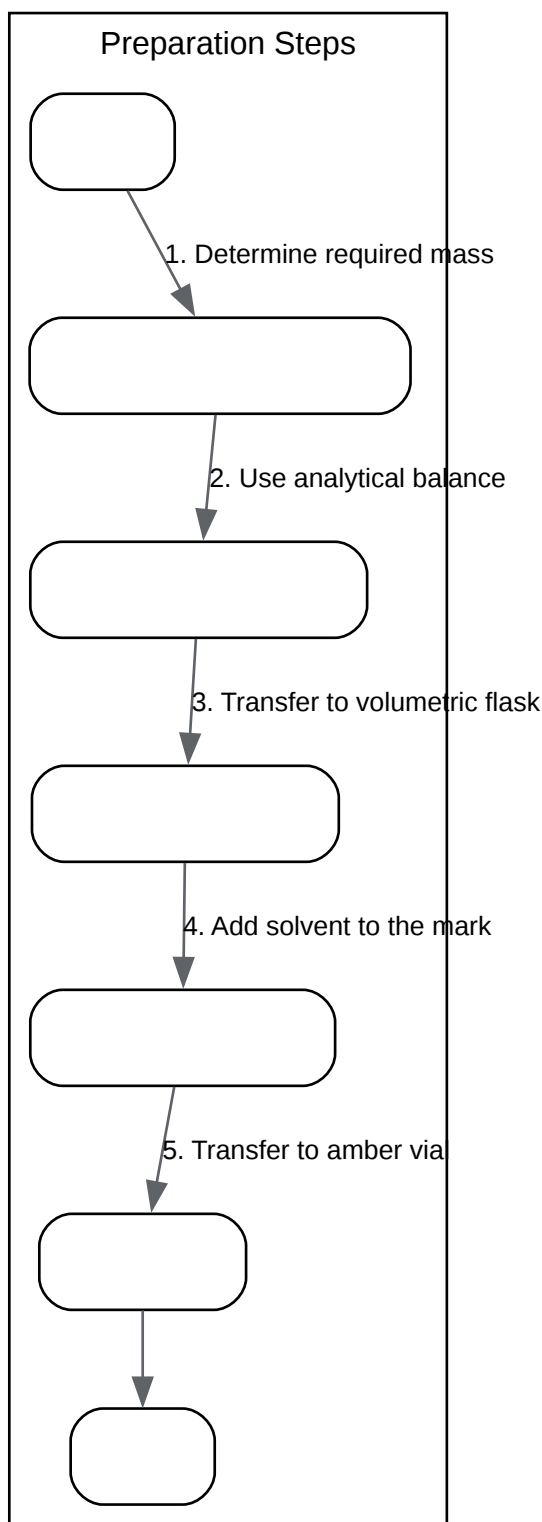 Preparation Steps
1. Determine required mass
2. Use analytical balance
3. Transfer to volumetric flask
4. Add solvent to the mark
5. Transfer to amber vial